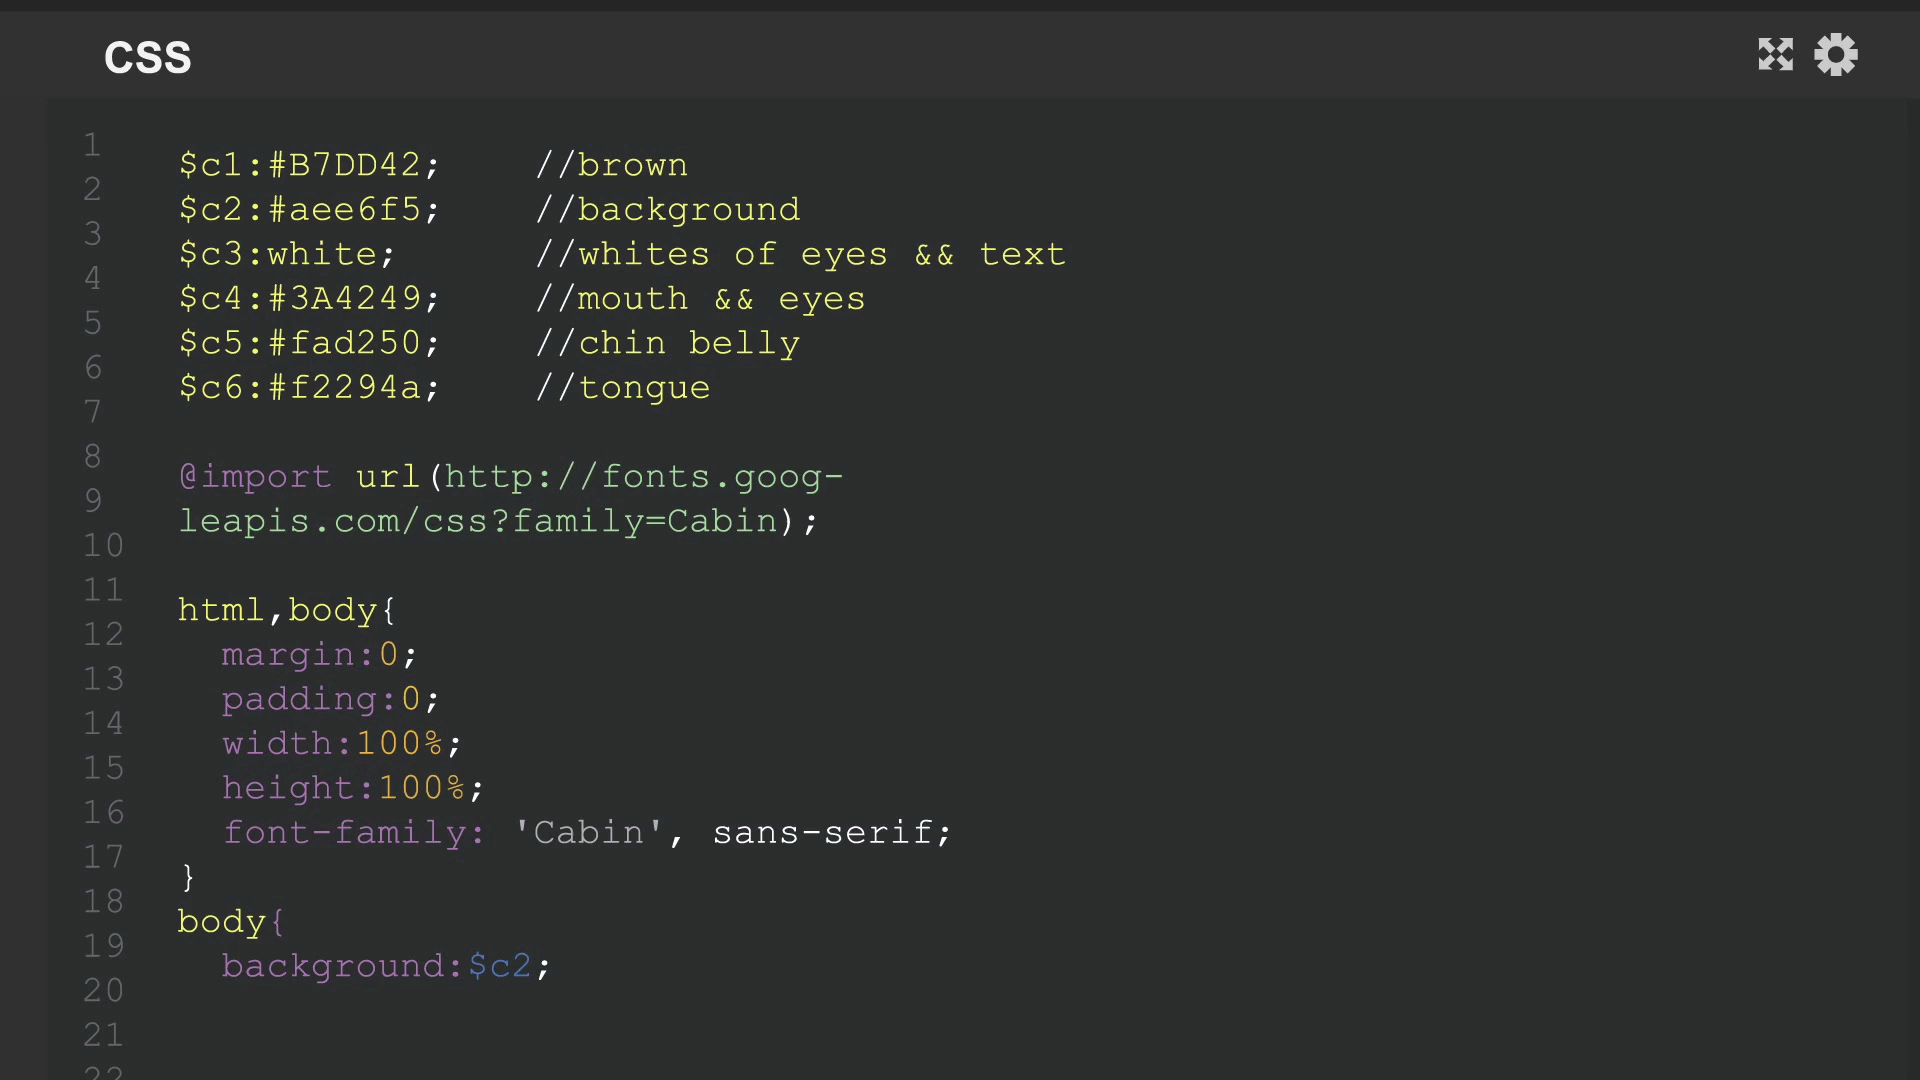 CSS
1
2
3
4
5
6
7
8
9
10
11
12
13
14
15
16
17
18
19
20
21
22
$c1:#B7DD42; //brown
$c2:#aee6f5; //background
$c3:white; //whites of eyes && text
$c4:#3A4249; //mouth && eyes
$c5:#fad250; //chin belly
$c6:#f2294a; //tongue
@import url(http://fonts.goog-
leapis.com/css?family=Cabin);
html,body{
margin:0;
padding:0;
width:100%;
height:100%;
font-family: 'Cabin', sans-serif;
}
body{
background:$c2;